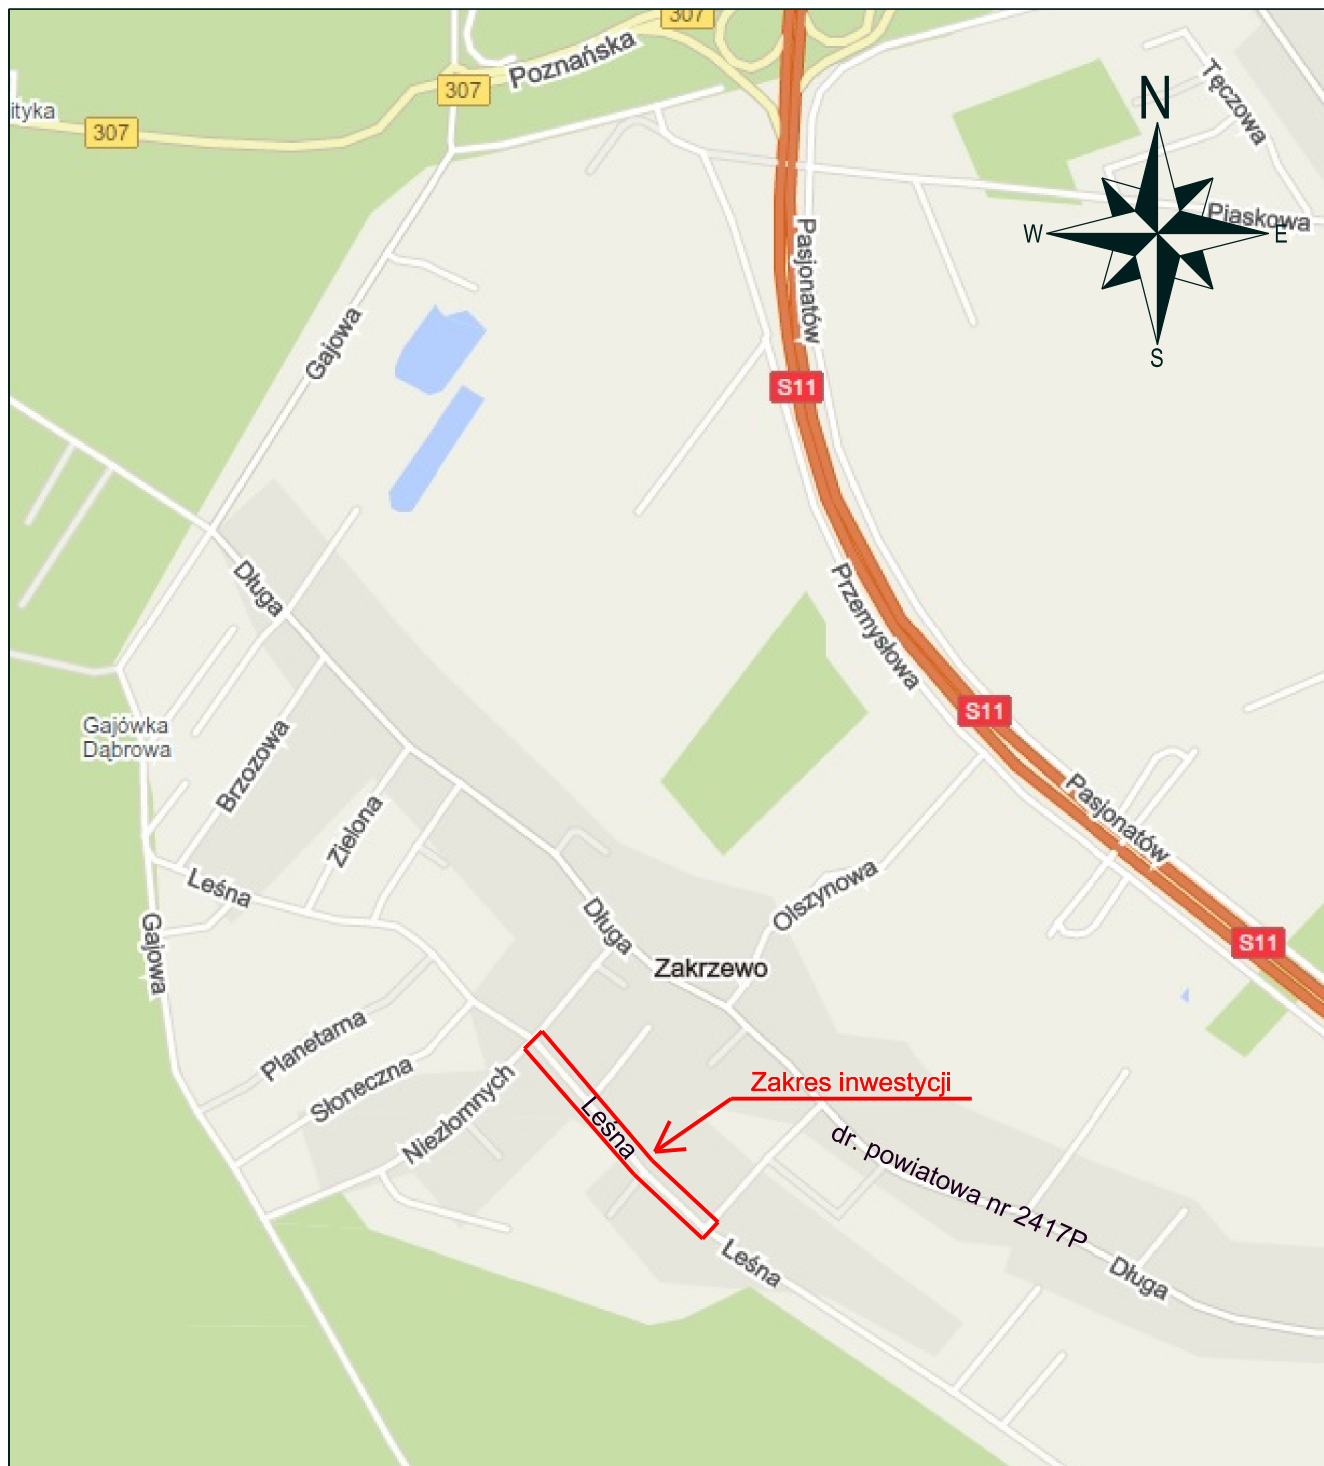 307
Poznańska
307
ityka
307
Tęczowa
N
Piaskowa
W
E
S
Pasjonatów
Gajowa
S11
Długa
Przemysłowa
S11
Gajówka
Dąbrowa
Brzozowa
Zielona
Pasjonatów
Leśna
Olszynowa
Gajowa
Długa
S11
Zakrzewo
Planetarna
Słoneczna
Niezłomnych
Zakres inwestycji
Leśna
dr. powiatowa nr 2417P
Leśna
Długa